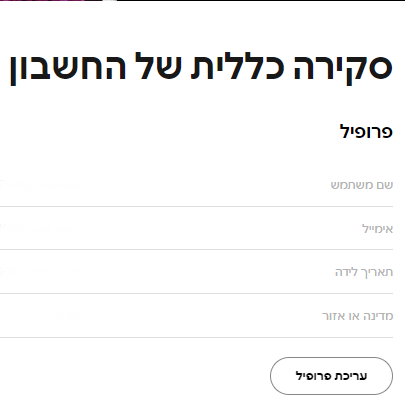 סקירה כללית של החשבון
פרופיל
שם משתמש
אימייל
תאריך לידה
מדינה או אזור
עריכת פרופיל